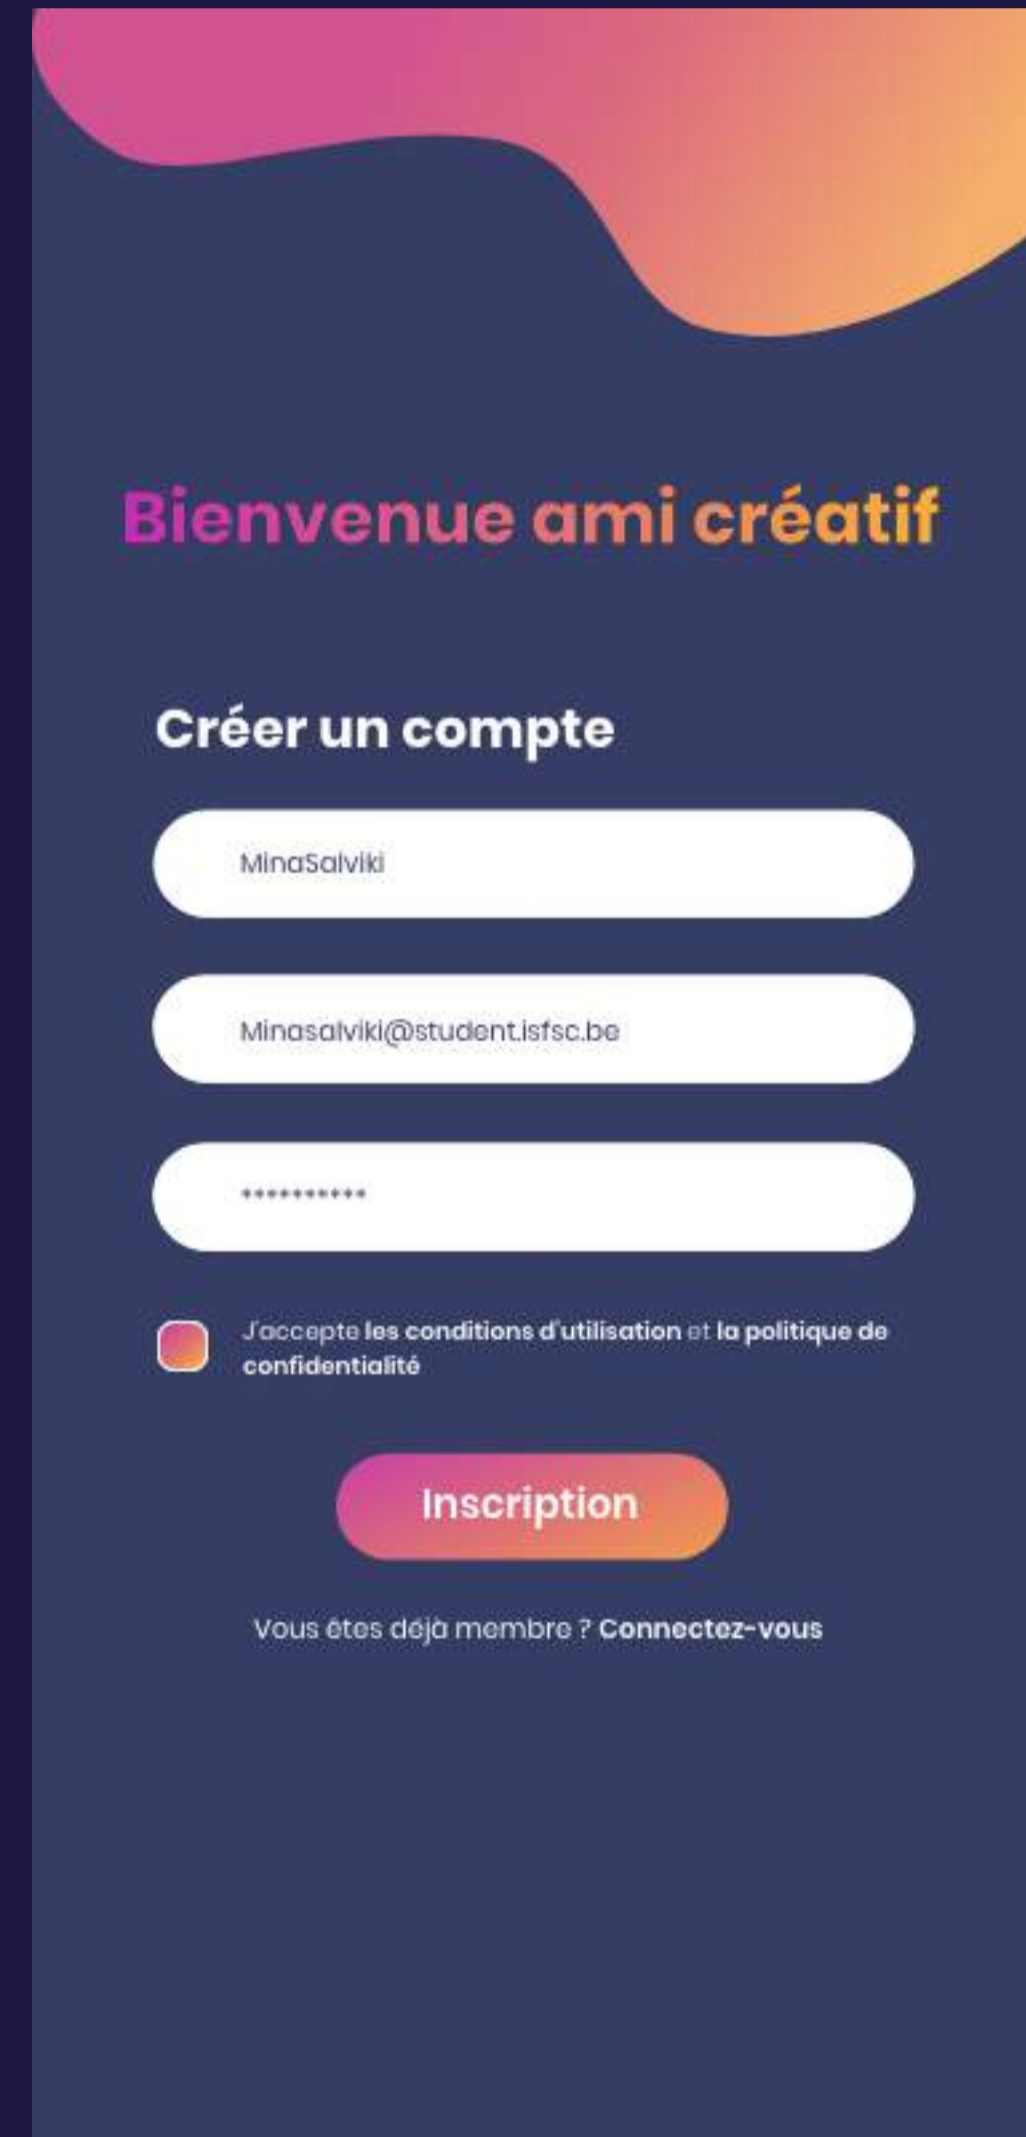 Bienvenue ami créatif
Créer un compte
MinaSalviki
Minasalviki@student.isfsc.be
**********
J'accepte les conditions d'utilisation et la politique de
confidentialité
Inscription
Vous êtes déjà membre ? Connectez-vous